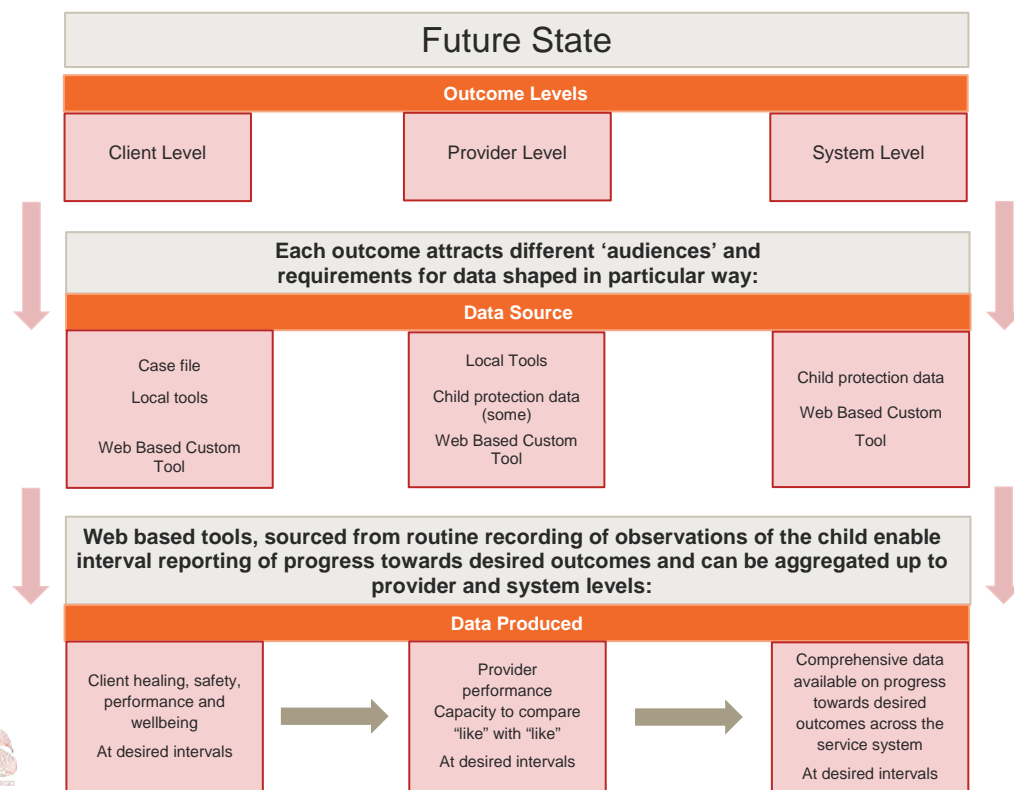 Future State
Outcome Levels
Client Level
Provider Level
System Level
Each outcome attracts different ‘audiences’ and
requirements for data shaped in particular way:
Data Source
Case file
Local tools
Web Based Custom
Tool
Local Tools
Child protection data
(some)
Web Based Custom
Tool
Child protection data
Web Based Custom
Tool
Web based tools, sourced from routine recording of observations of the child enable
interval reporting of progress towards desired outcomes and can be aggregated up to
provider and system levels:
Data Produced
Client healing, safety,
performance and
wellbeing
At desired intervals
Provider
performance
Capacity to compare
“like” with “like”
At desired intervals
Comprehensive data
available on progress
towards desired
outcomes across the
service system
At desired intervals